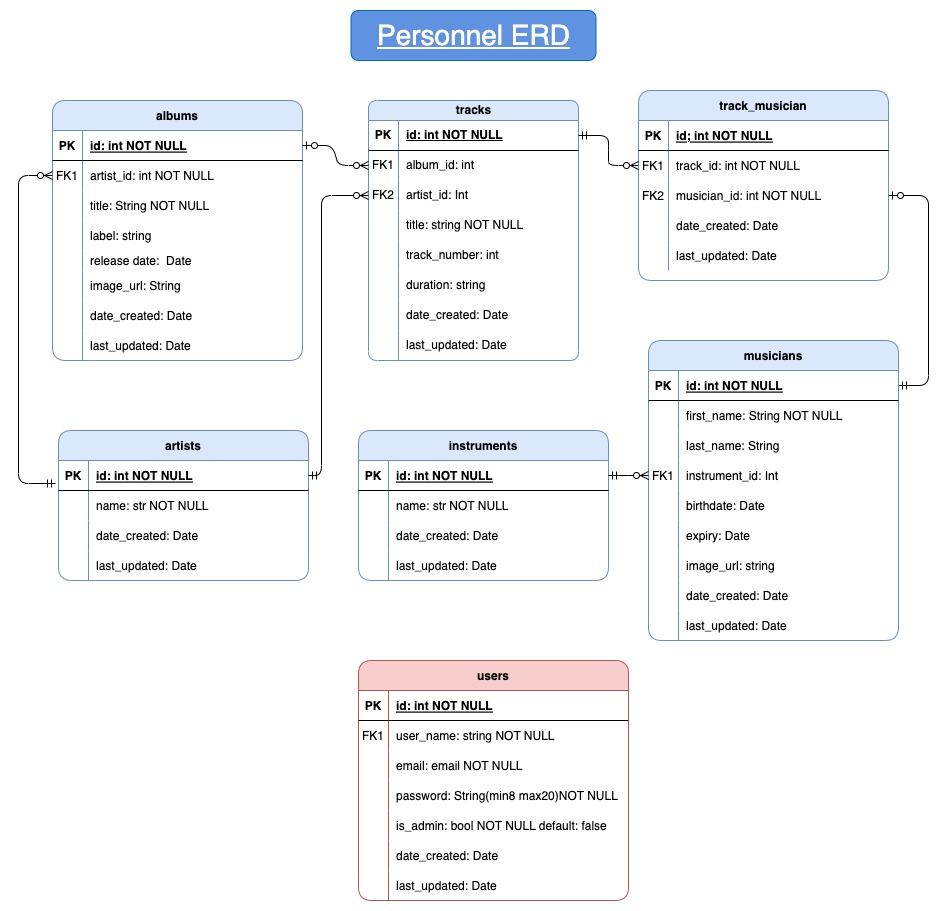 Personnel ERD
albums
PK id: int NOT NULL
FK1 artist_id: int NOT NULL
title: String NOT NULL
label: string
release date:  Date
image_url: String
date_created: Date
last_updated: Date
tracks
PK id: int NOT NULL
FK1 album_id: int
FK2 artist_id: Int
title: string NOT NULL
track_number: int
duration: string
date_created: Date
last_updated: Date
track_musician
PK id; int NOT NULL
FK1 track_id: int NOT NULL
FK2 musician_id: int NOT NULL
date_created: Date
last_updated: Date
artists
PK id: int NOT NULL
name: str NOT NULL
date_created: Date
last_updated: Date
instruments
PK id: int NOT NULL
name: str NOT NULL
date_created: Date
last_updated: Date
musicians
PK id: int NOT NULL
first_name: String NOT NULL
last_name: String
FK1 instrument_id: Int
birthdate: Date
expiry: Date
image_url: string
date_created: Date
last_updated: Date
users
PK id: int NOT NULL
FK1 user_name: string NOT NULL
email: email NOT NULL
password: String(min8 max20)NOT NULL
is_admin: bool NOT NULL default: false
date_created: Date
last_updated: Date